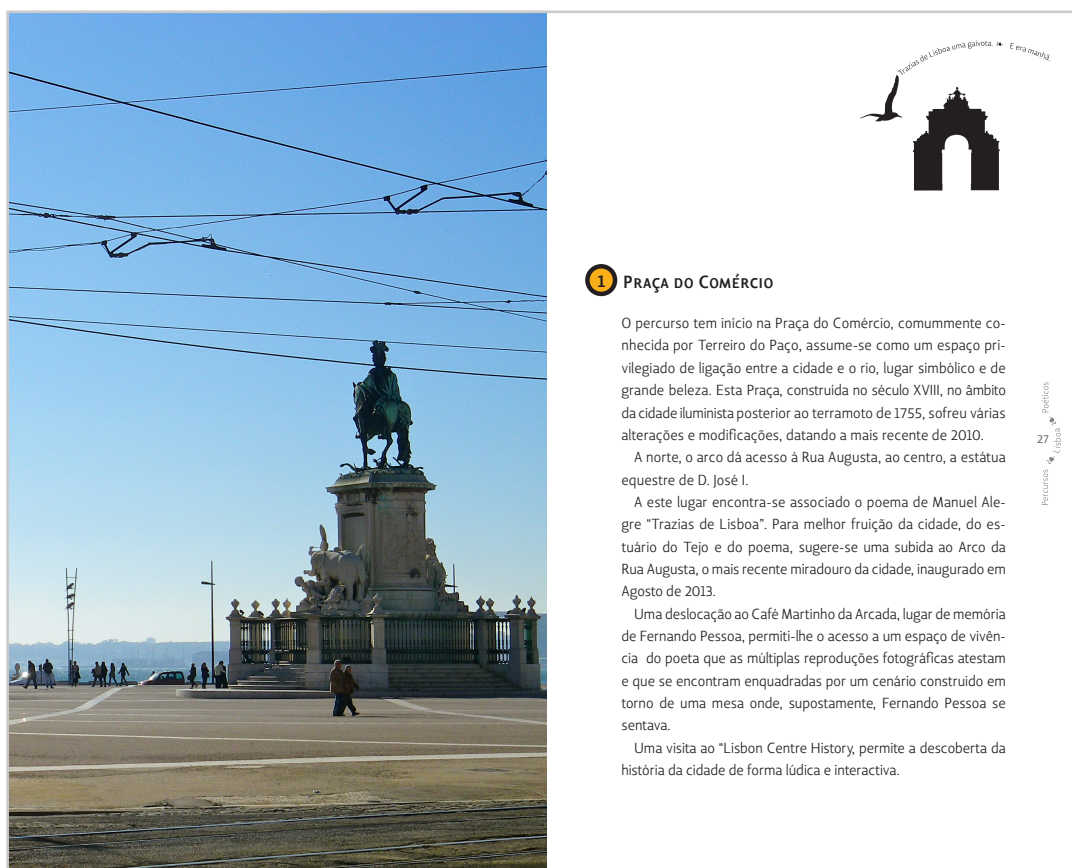 Trazias de Lisboa uma gaivota. ❧ E era manhã.
1 Praça do Comércio
O percurso tem início na Praça do Comércio, comummente co-
nhecida por Terreiro do Paço, assume-se como um espaço pri-
vilegiado de ligação entre a cidade e o rio, lugar simbólico e de
grande beleza. Esta Praça, construída no século XVIII, no âmbito
da cidade iluminista posterior ao terramoto de 1755, sofreu várias
alterações e modificações, datando a mais recente de 2010.
A norte, o arco dá acesso à Rua Augusta, ao centro, a estátua
equestre de D. José I.
A este lugar encontra-se associado o poema de Manuel Ale-
gre "Trazias de Lisboa". Para melhor fruição da cidade, do es-
tuário do Tejo e do poema, sugere-se uma subida ao Arco da
Rua Augusta, o mais recente miradouro da cidade, inaugurado em
Agosto de 2013.
Uma deslocação ao Café Martinho da Arcada, lugar de memória
de Fernando Pessoa, permiti-lhe o acesso a um espaço de vivên-
cia do poeta que as múltiplas reproduções fotográficas atestam
e que se encontram enquadradas por um cenário construido em
torno de uma mesa onde, supostamente, Fernando Pessoa se
sentava.
Uma visita ao "Lisbon Centre History, permite a descoberta da
história da cidade de forma lúdica e interactiva.
Percursos ❧ Lisboa ❧ Poéticos
27